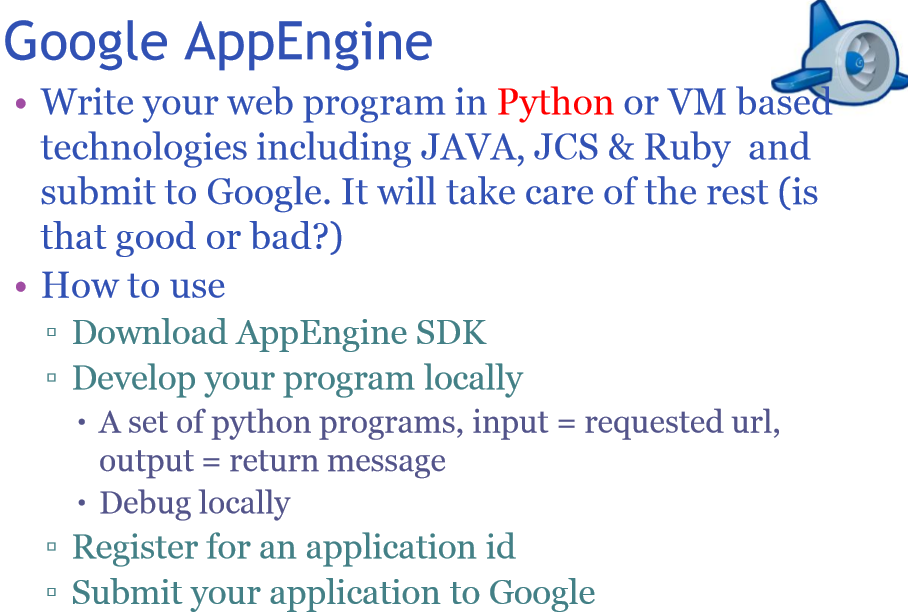 Google AppEngine
• Write your web program in Python or VM based
technologies including JAVA, JCS & Ruby  and
submit to Google. It will take care of the rest (is
that good or bad?)
• How to use
▫ Download AppEngine SDK
▫ Develop your program locally
• A set of python programs, input = requested url,
output = return message
• Debug locally
▫ Register for an application id
▫ Submit your application to Google